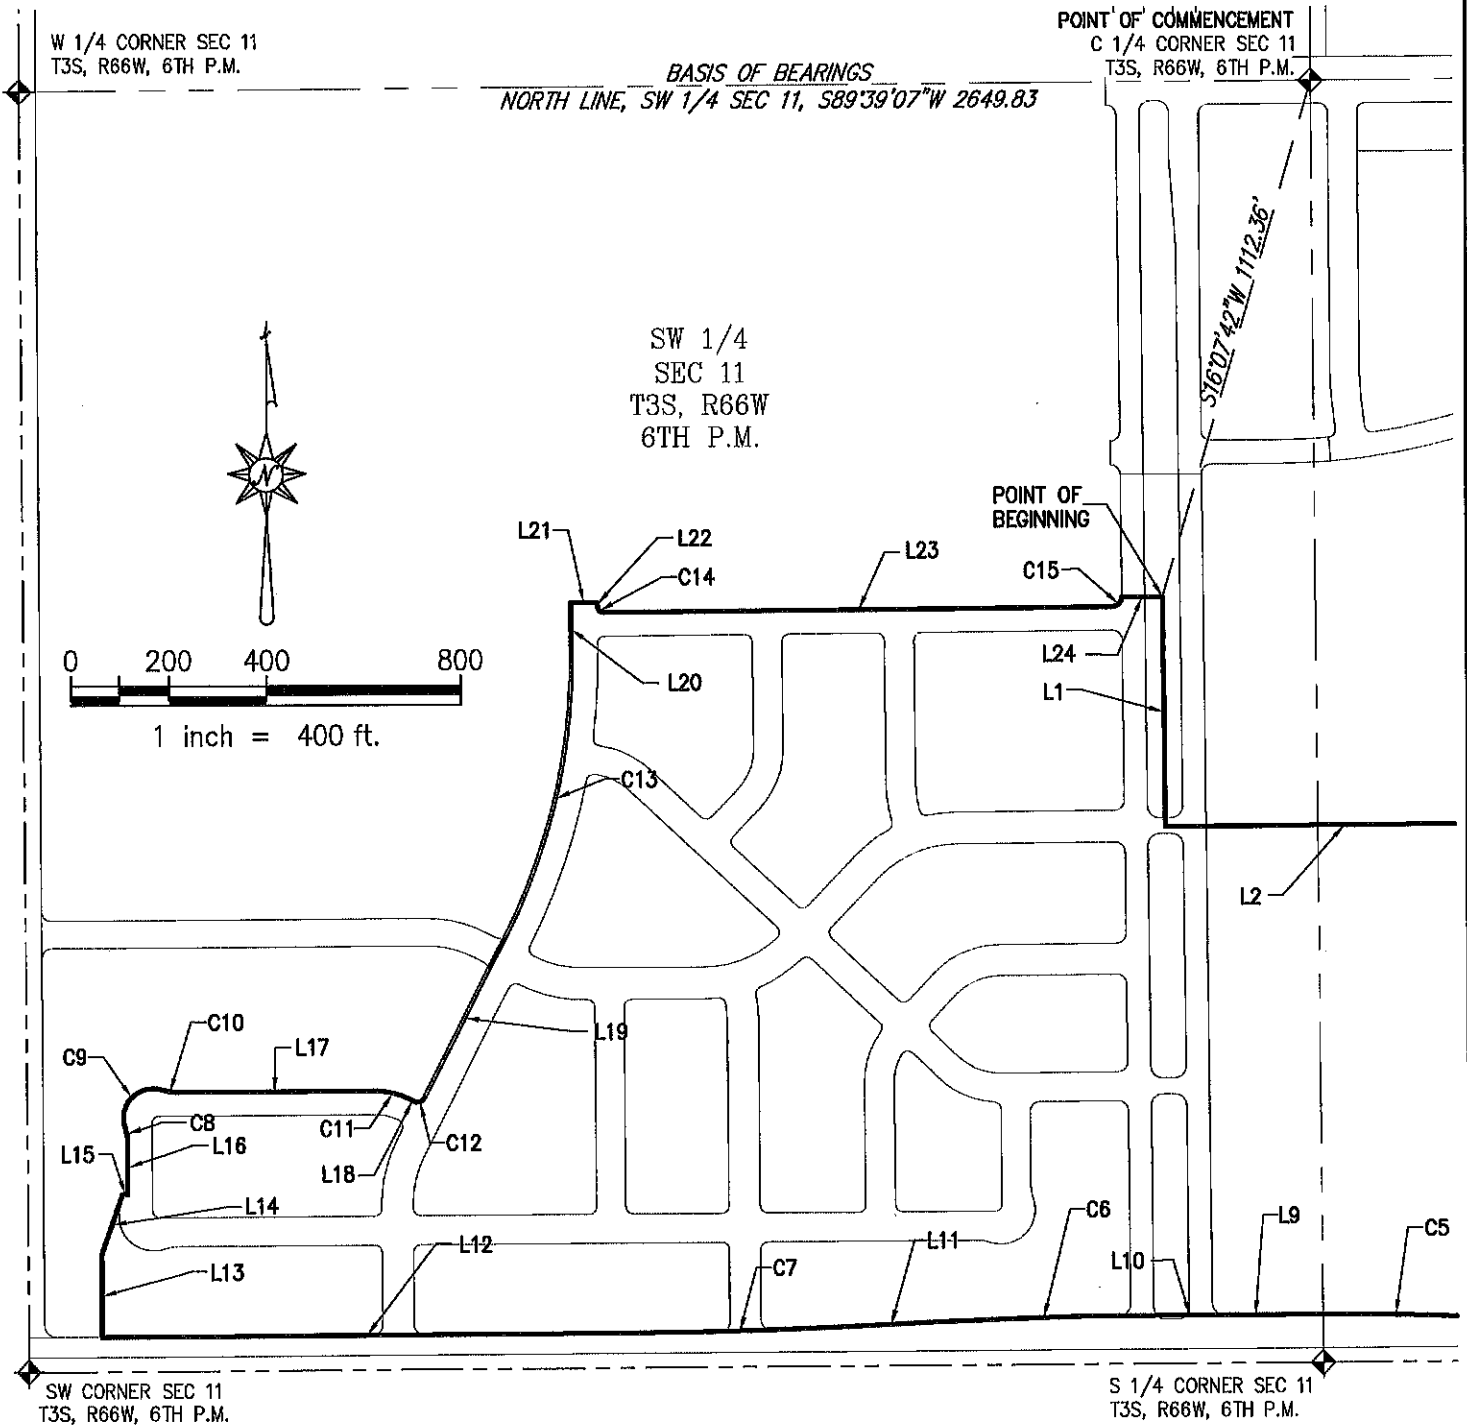 POINT OF COMMENCEMENT
C 1/4 CORNER SEC 11
T3S, R66W, 6TH P.M.
W 1/4 CORNER SEC 11
T3S, R66W, 6TH P.M.
BASIS OF BEARINGS
NORTH LINE, SW 1/4 SEC 11, S89°39'07"W 2649.83
S16°07'42"W 1112.36'
SW 1/4
SEC 11
T3S, R66W
6TH P.M.
N
POINT OF
BEGINNING
L21
L22
L23
C14
C15
0 200 400 800
1 inch = 400 ft.
L24
L20
L1
C13
L2
C10
L19
L17
C9
C8
C11
C12
L16
L15
L18
L14
C6
L9
C5
L12
L11
L10
L13
C7
SW CORNER SEC 11
T3S, R66W, 6TH P.M.
S 1/4 CORNER SEC 11
T3S, R66W, 6TH P.M.